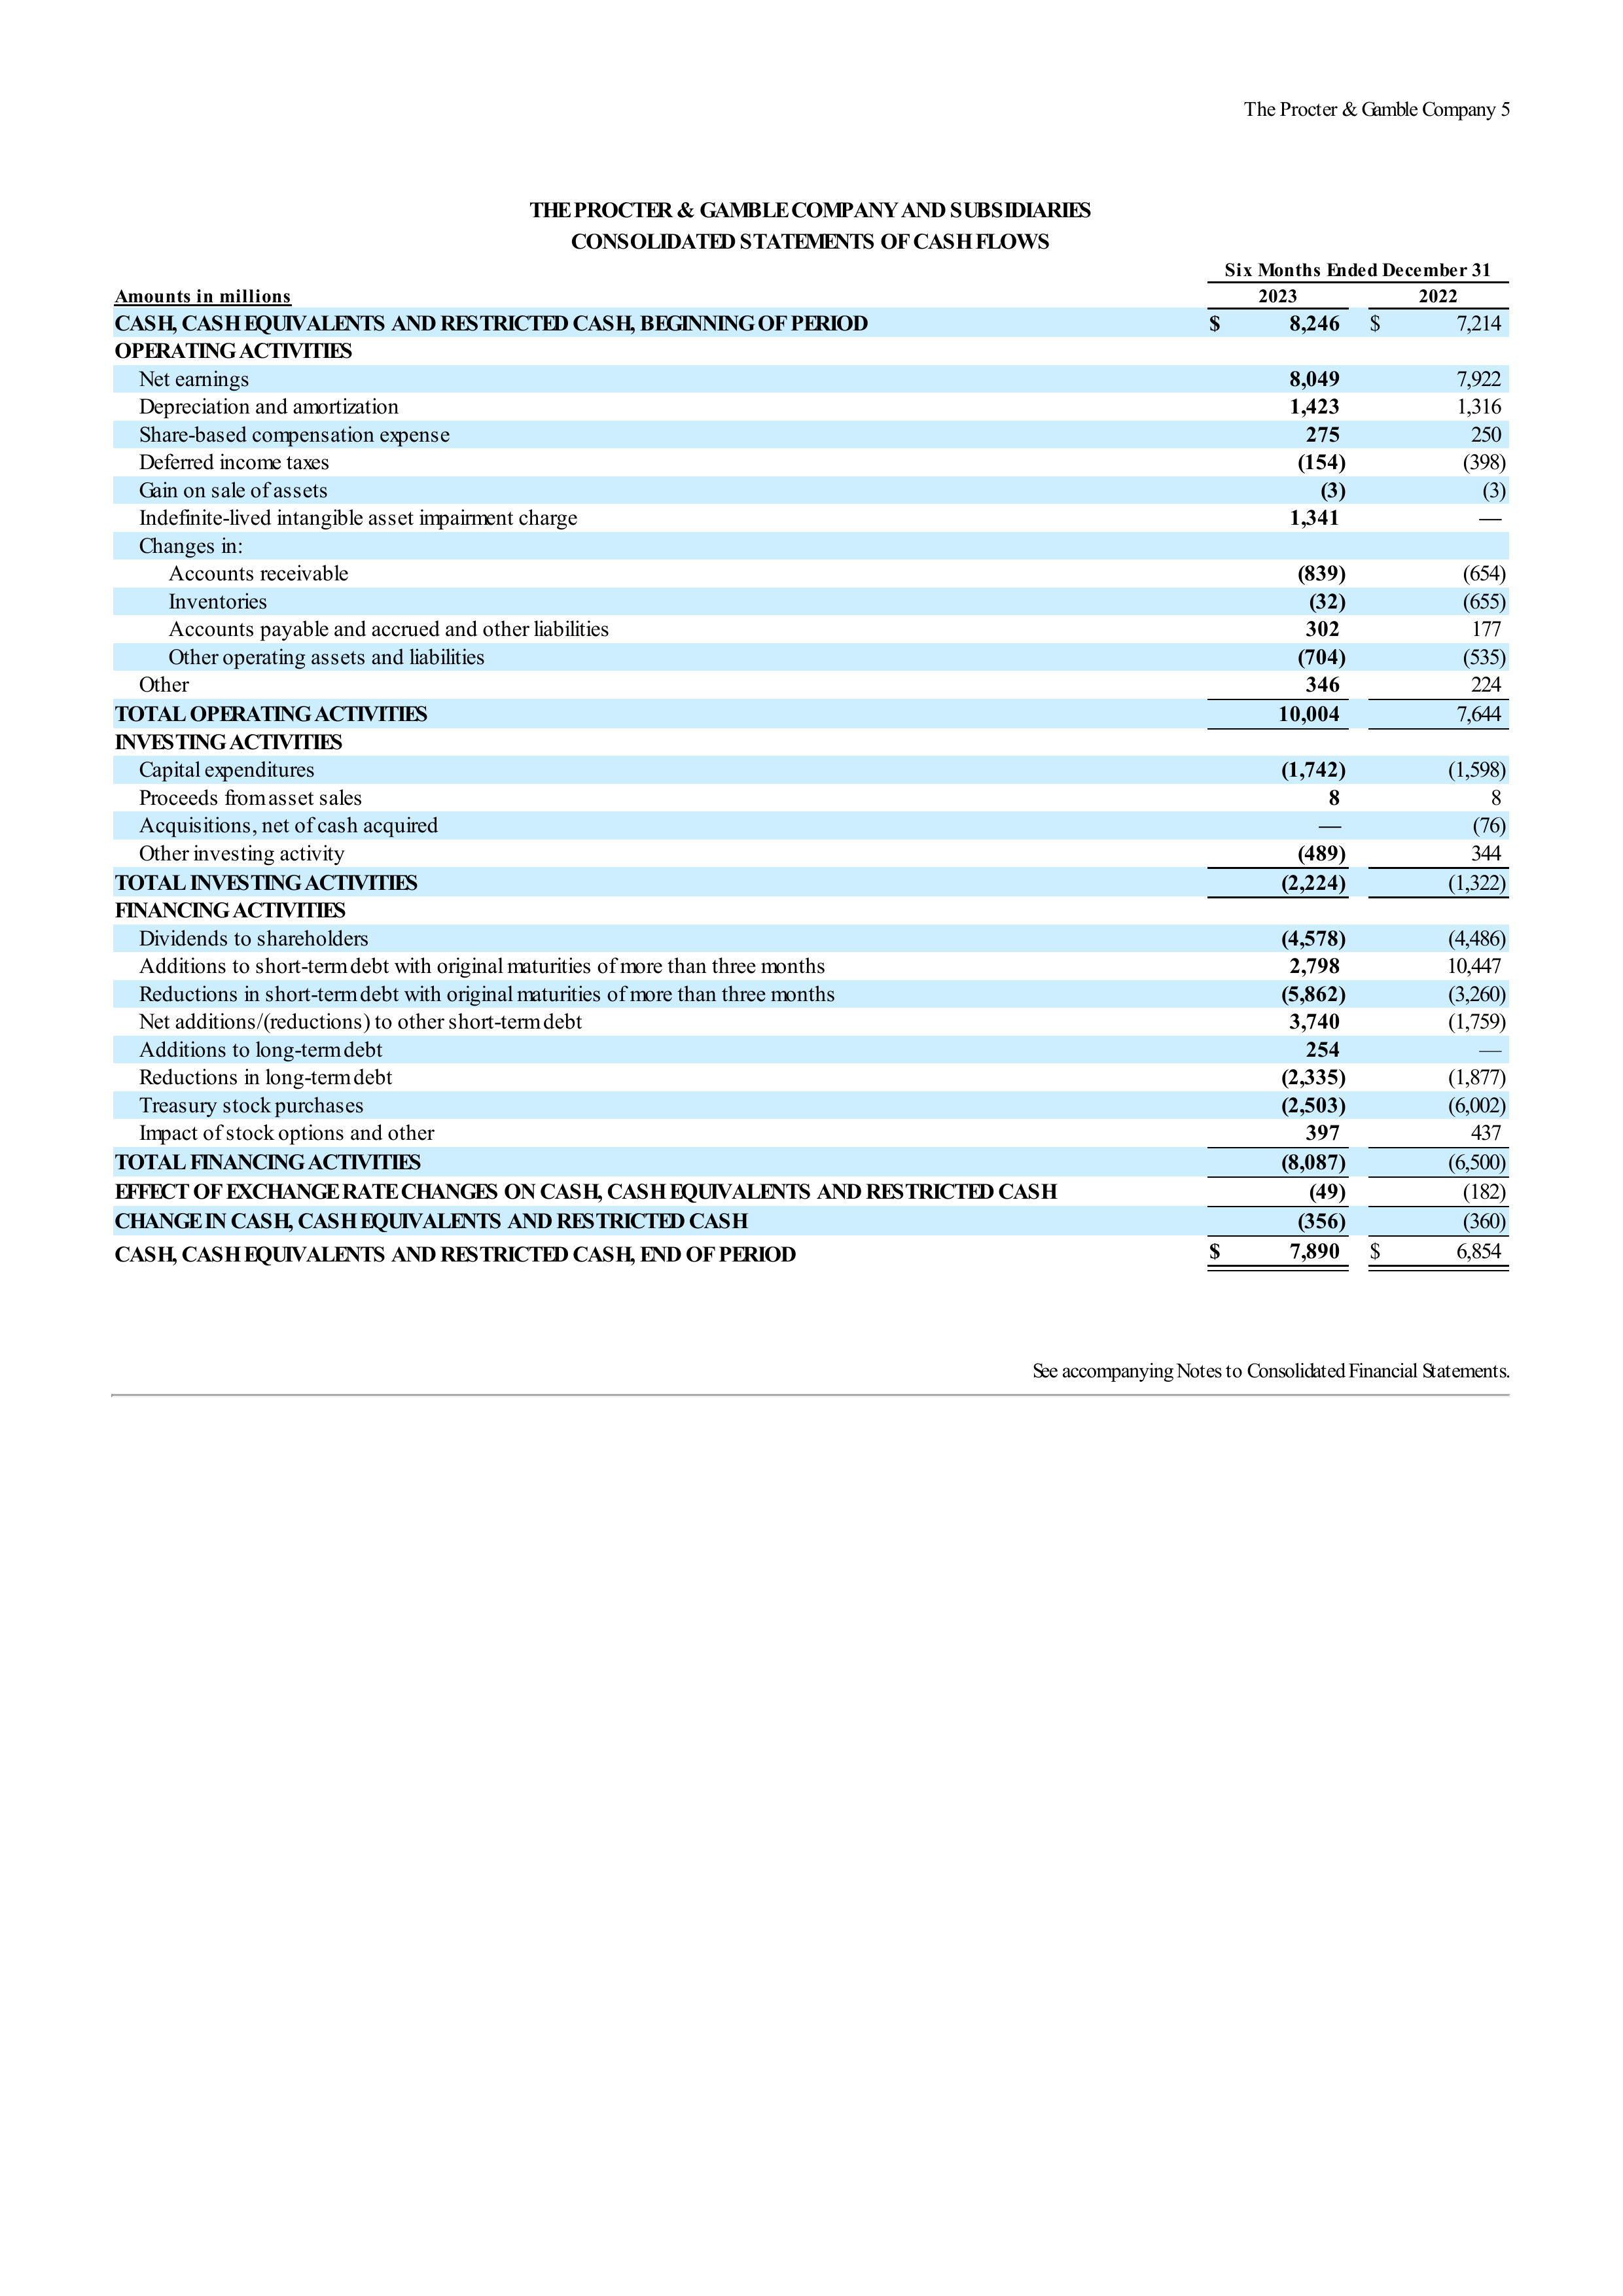 The Procter & Gamble Company 5
THE PROCTER & GAMBLE COMPANY AND SUBSIDIARIES
CONSOLIDATED STATEMENTS OF CASH FLOWS
Six Months Ended December 31
Amounts in millions 2023 2022
CASH, CASH EQUIVALENTS AND RESTRICTED CASH, BEGINNING OF PERIOD $ 8,246 $ 7,214
OPERATING ACTIVITIES
Net earnings 8,049 7,922
Depreciation and amortization 1,423 1,316
Share-based compensation expense 275 250
Deferred income taxes (154) (398)
Gain on sale of assets (3) (3)
Indefinite-lived intangible asset impairment charge 1,341 —
Changes in:
Accounts receivable (839) (654)
Inventories (32) (655)
Accounts payable and accrued and other liabilities 302 177
Other operating assets and liabilities (704) (535)
Other 346 224
TOTAL OPERATING ACTIVITIES 10,004 7,644
INVESTING ACTIVITIES
Capital expenditures (1,742) (1,598)
Proceeds from asset sales 8 8
Acquisitions, net of cash acquired — (76)
Other investing activity (489) 344
TOTAL INVESTING ACTIVITIES (2,224) (1,322)
FINANCING ACTIVITIES
Dividends to shareholders (4,578) (4,486)
Additions to short-term debt with original maturities of more than three months 2,798 10,447
Reductions in short-term debt with original maturities of more than three months (5,862) (3,260)
Net additions/(reductions) to other short-term debt 3,740 (1,759)
Additions to long-term debt 254 —
Reductions in long-term debt (2,335) (1,877)
Treasury stock purchases (2,503) (6,002)
Impact of stock options and other 397 437
TOTAL FINANCING ACTIVITIES (8,087) (6,500)
EFFECT OF EXCHANGE RATE CHANGES ON CASH, CASH EQUIVALENTS AND RESTRICTED CASH (49) (182)
CHANGE IN CASH, CASH EQUIVALENTS AND RESTRICTED CASH (356) (360)
CASH, CASH EQUIVALENTS AND RESTRICTED CASH, END OF PERIOD $ 7,890 $ 6,854
See accompanying Notes to Consolidated Financial Statements.